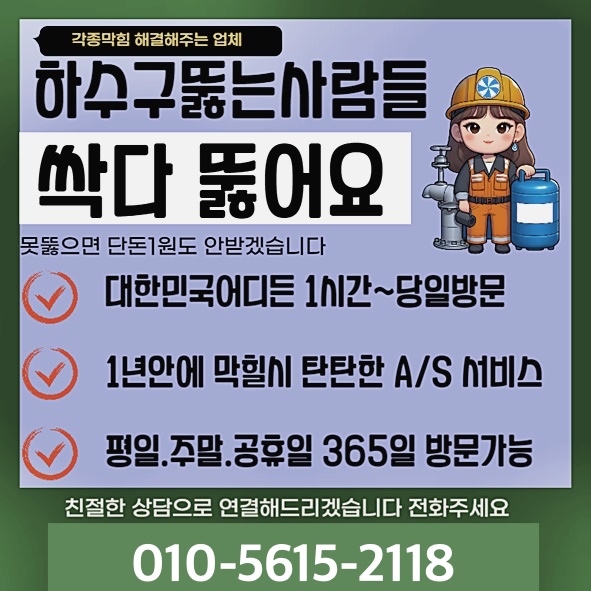 각종막힘 해결해주는 업체
하수구뚫는사람들
싹다 뚫어요
못뚫으면 단돈1원도 안받겠습니다
대한민국어디든 1시간~당일방문
1년안에 막힐시 탄탄한 A/S 서비스
평일.주말.공휴일 365일 방문가능
친절한 상담으로 연결해드리겠습니다 전화주세요
010-5615-2118